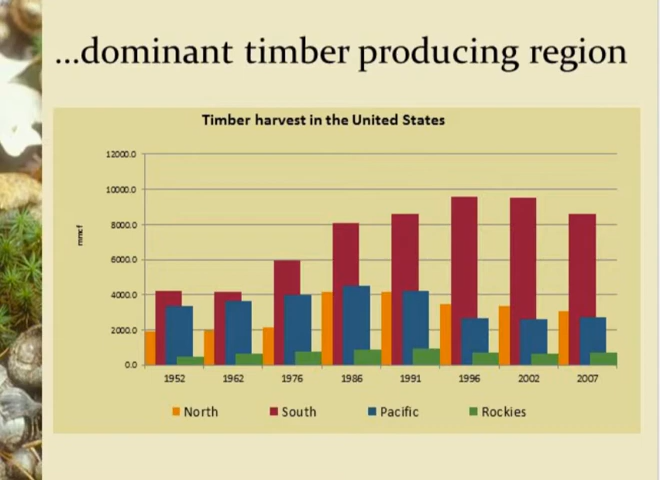 ...dominant timber producing region
Timber harvest in the United States
mmcf
12000.0
10000.0
8000.0
6000.0
4000.0
2000.0
0.0
1952 1962 1976 1986 1991 1996 2002 2007
North South Pacific Rockies